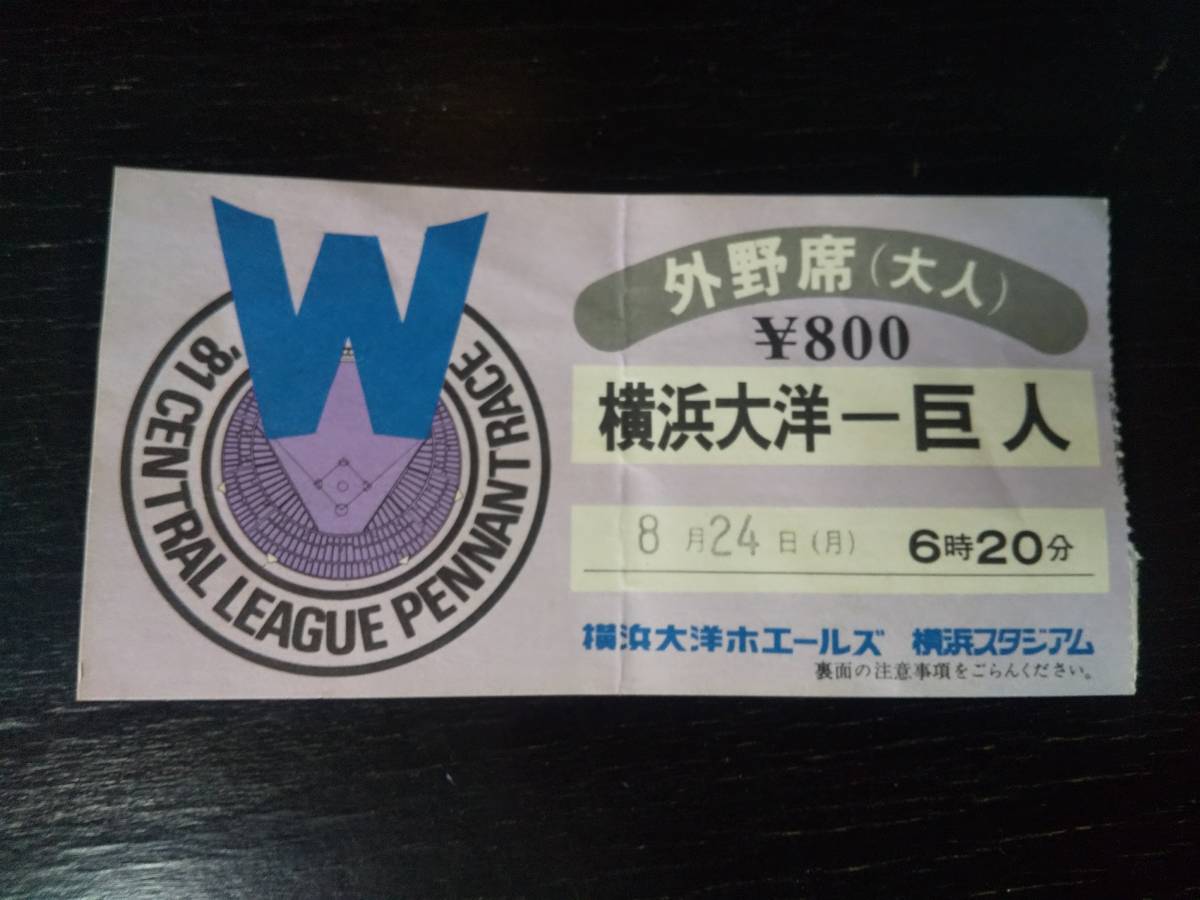 W
'81 CENTRAL LEAGUE PENNANTRACE
外野席(大人)
¥800
横浜大洋ー巨人
8月24日(月) 6時20分
横浜大洋ホエールズ 横浜スタジアム
裏面の注意事項をごらんください。